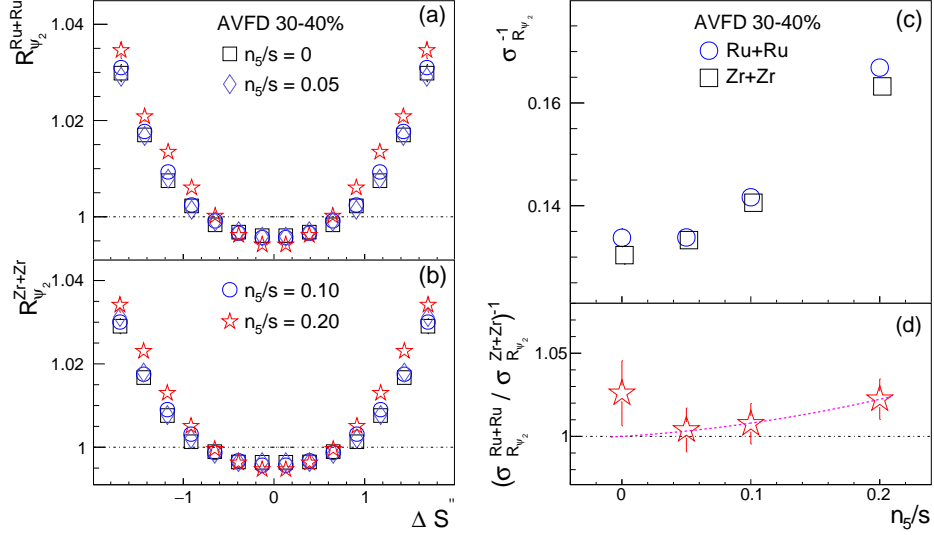 (a)
AVFD 30-40%
n5/s = 0
n5/s = 0.05
R Ru+Ru Ψ2
1.04
1.02
1
(b)
n5/s = 0.10
n5/s = 0.20
R Zr+Zr Ψ2
1.04
1.02
1
−1 0 1
Δ S"
(c)
AVFD 30-40%
Ru+Ru
Zr+Zr
σ -1 RΨ2
0.16
0.14
(d)
(σ Ru+Ru RΨ2 / σ Zr+Zr RΨ2)-1
1.05
1
0 0.1 0.2
n5/s